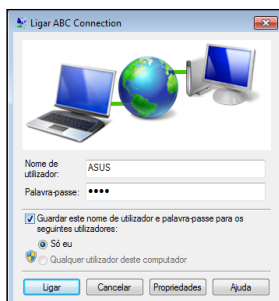 Ligar ABC Connection
Nome de
utilizador:
ASUS
Palavra-passe:
••••
Guardar este nome de utilizador e palavra-passe para os
seguintes utilizadores:
Só eu
Qualquer utilizador deste computador
Ligar Cancelar Propriedades Ajuda